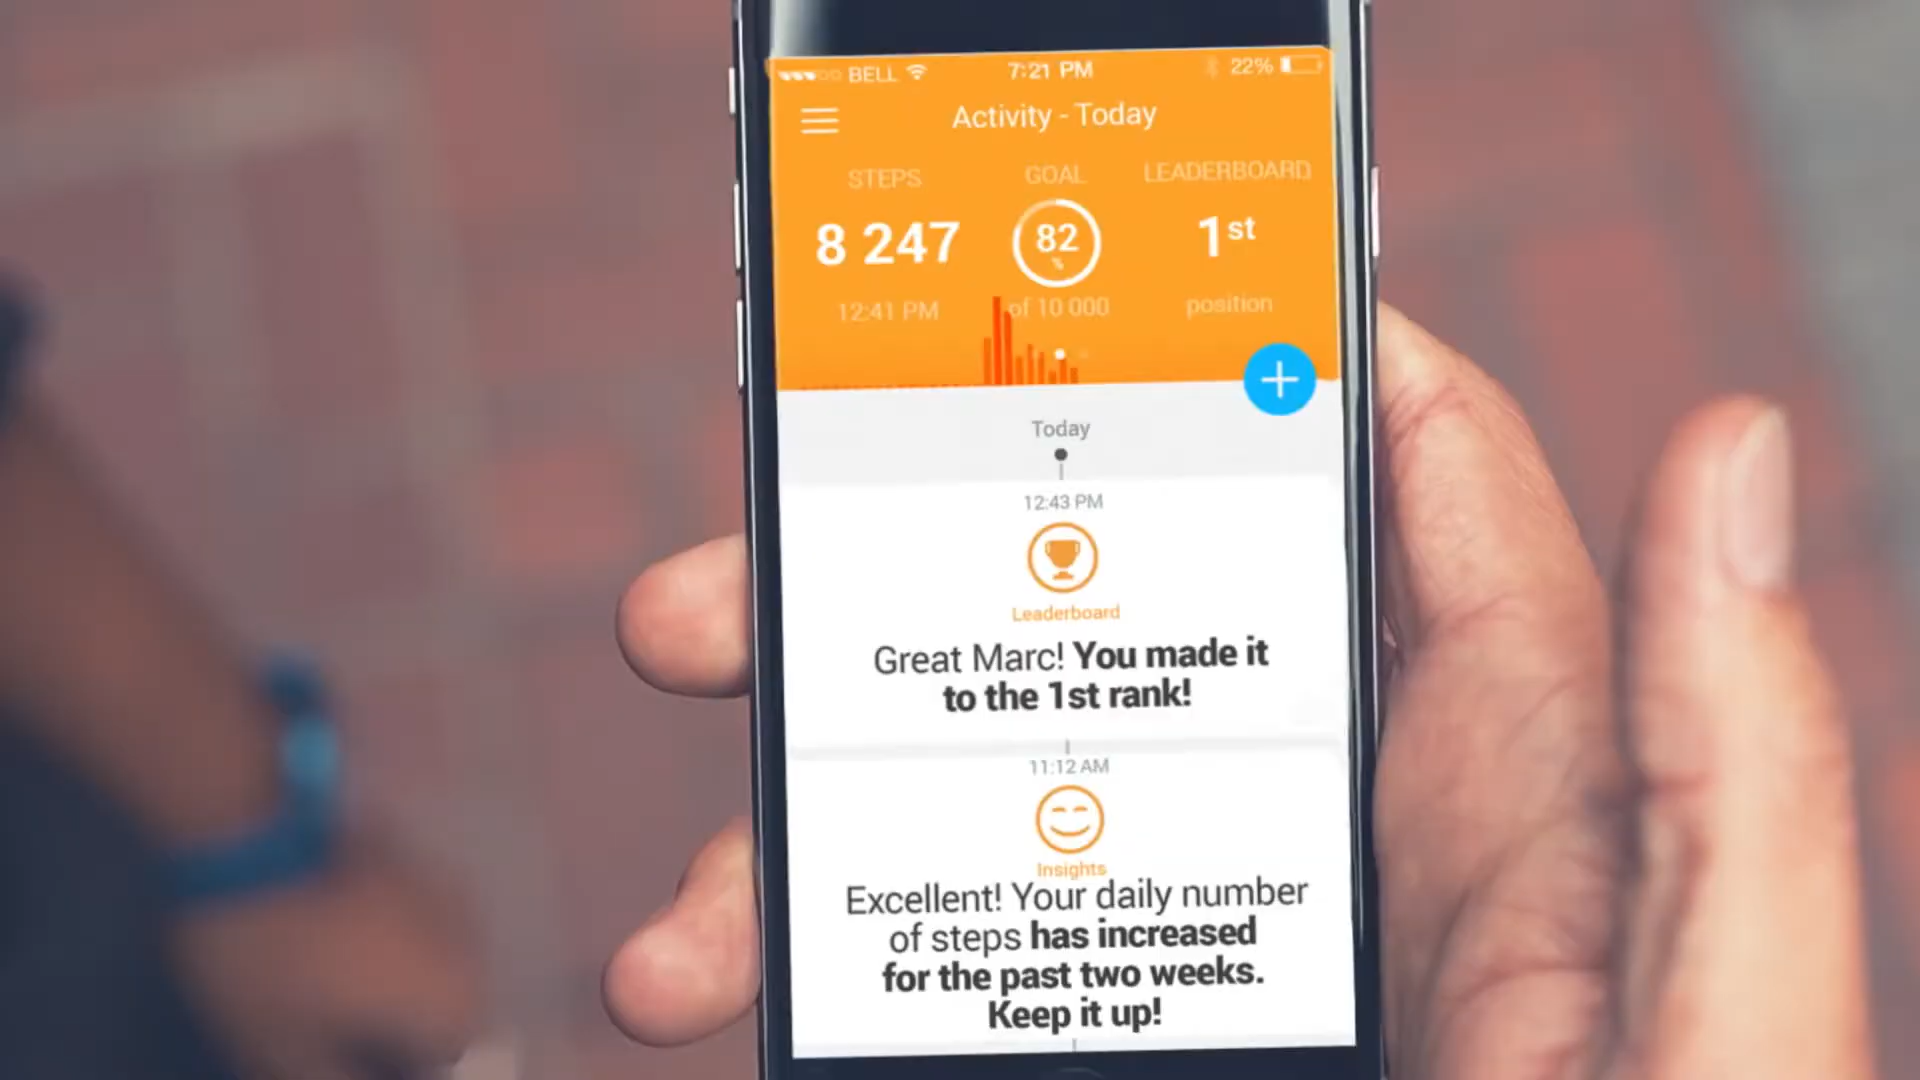 BELL 7:21 PM 22%
Activity - Today
STEPS GOAL LEADERBOARD
8 247 82 % 1st
12:41 PM of 10 000 position
+
Today
12:43 PM
Leaderboard
Great Marc! You made it
to the 1st rank!
11:12 AM
Insights
Excellent! Your daily number
of steps has increased
for the past two weeks.
Keep it up!